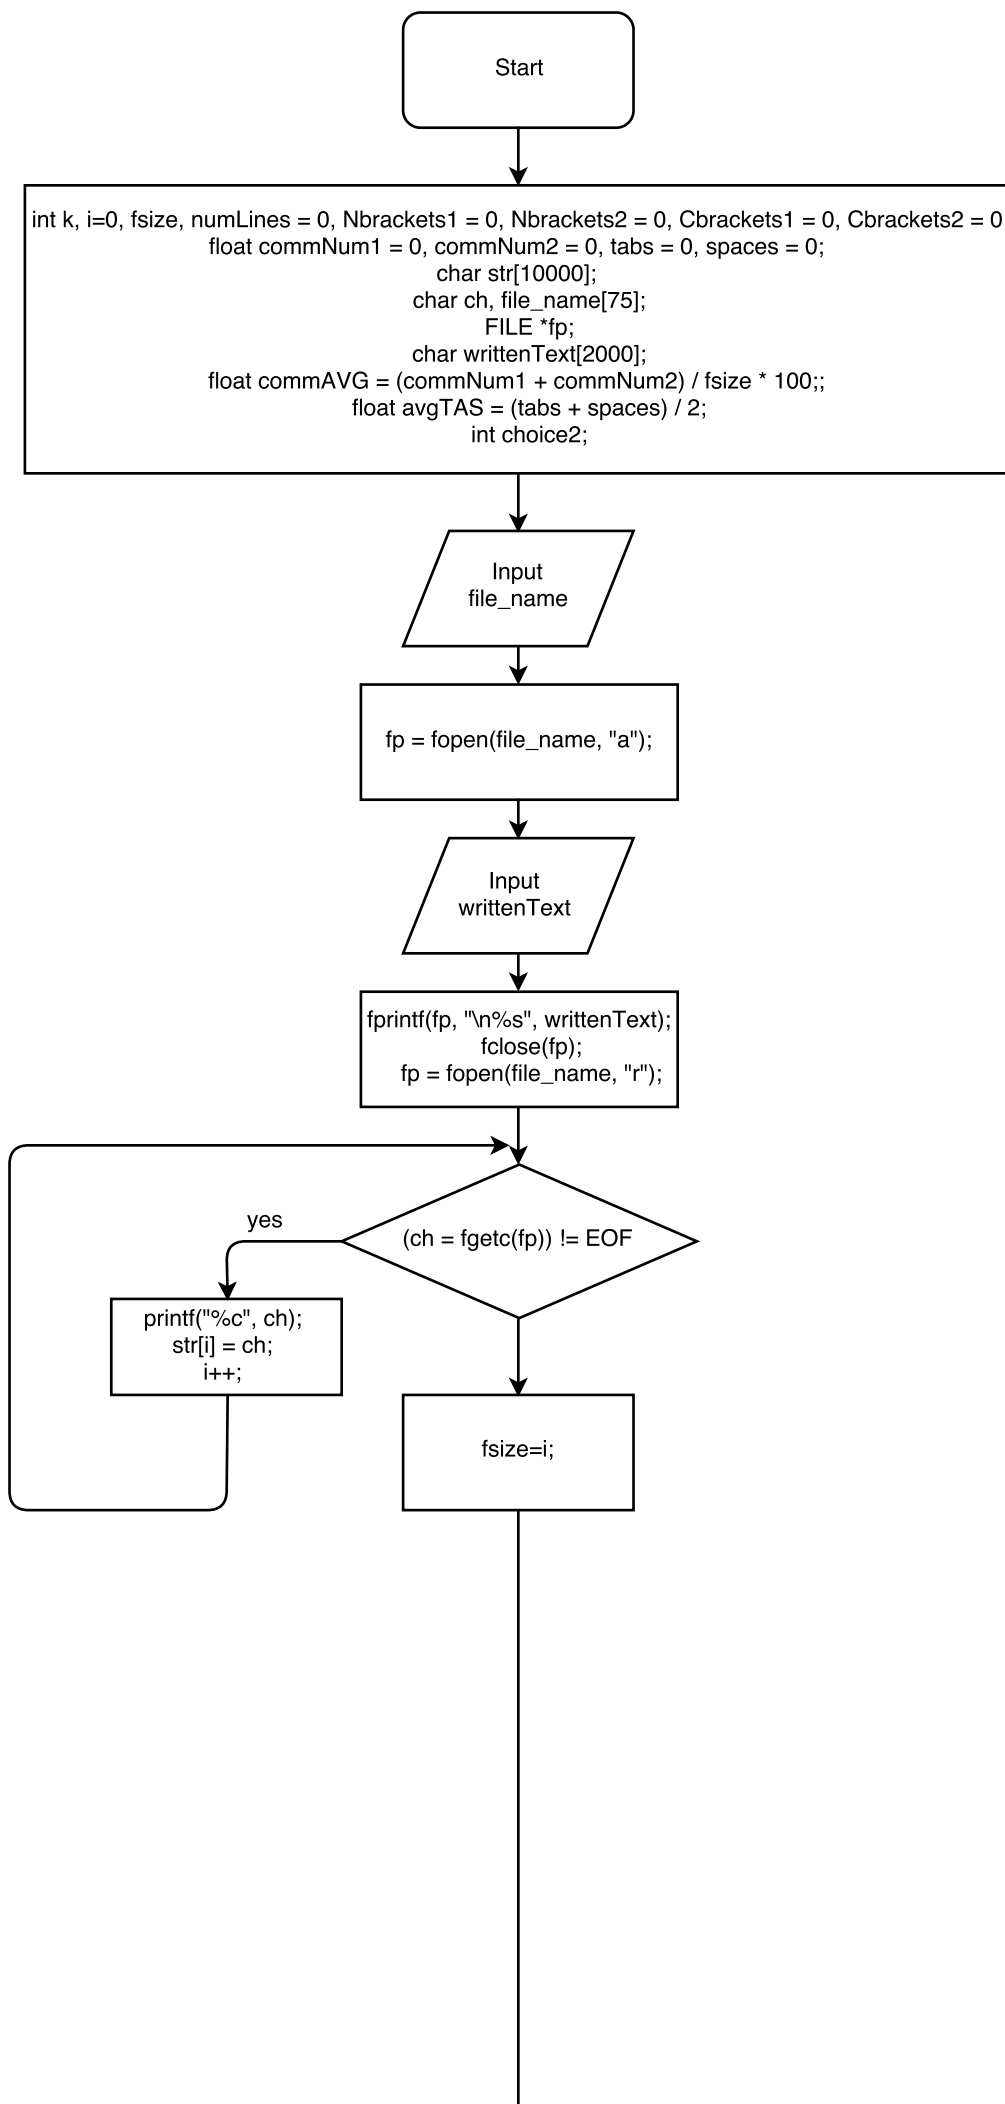 Start
int k, i=0, fsize, numLines = 0, Nbrackets1 = 0, Nbrackets2 = 0, Cbrackets1 = 0, Cbrackets2 = 0
float commNum1 = 0, commNum2 = 0, tabs = 0, spaces = 0;
char str[10000];
char ch, file_name[75];
FILE *fp;
char writtenText[2000];
float commAVG = (commNum1 + commNum2) / fsize * 100;;
float avgTAS = (tabs + spaces) / 2;
int choice2;
Input
file_name
fp = fopen(file_name, "a");
Input
writtenText
fprintf(fp, "\n%s", writtenText);
fclose(fp);
fp = fopen(file_name, "r");
(ch = fgetc(fp)) != EOF
yes
printf("%c", ch);
str[i] = ch;
i++;
fsize=i;